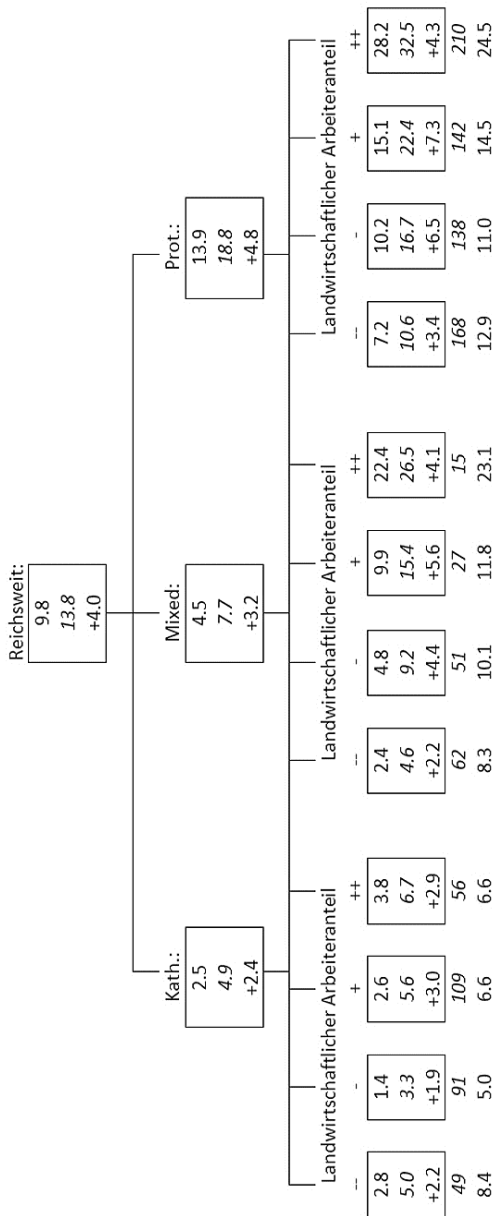 Reichsweit:
9.8
13.8
+4.0
Kath.:
2.5
4.9
+2.4
Mixed:
4.5
7.7
+3.2
Prot.:
13.9
18.8
+4.8
Landwirtschaftlicher Arbeiteranteil
Landwirtschaftlicher Arbeiteranteil
Landwirtschaftlicher Arbeiteranteil
-- - + ++ -- - + ++ -- - + ++
2.8 1.4 2.6 3.8 2.4 4.8 9.9 22.4 7.2 10.2 15.1 28.2
5.0 3.3 5.6 6.7 4.6 9.2 15.4 26.5 10.6 16.7 22.4 32.5
+2.2 +1.9 +3.0 +2.9 +2.2 +4.4 +5.6 +4.1 +3.4 +6.5 +7.3 +4.3
49 91 109 56 62 51 27 15 168 138 142 210
8.4 5.0 6.6 6.6 8.3 10.1 11.8 23.1 12.9 11.0 14.5 24.5